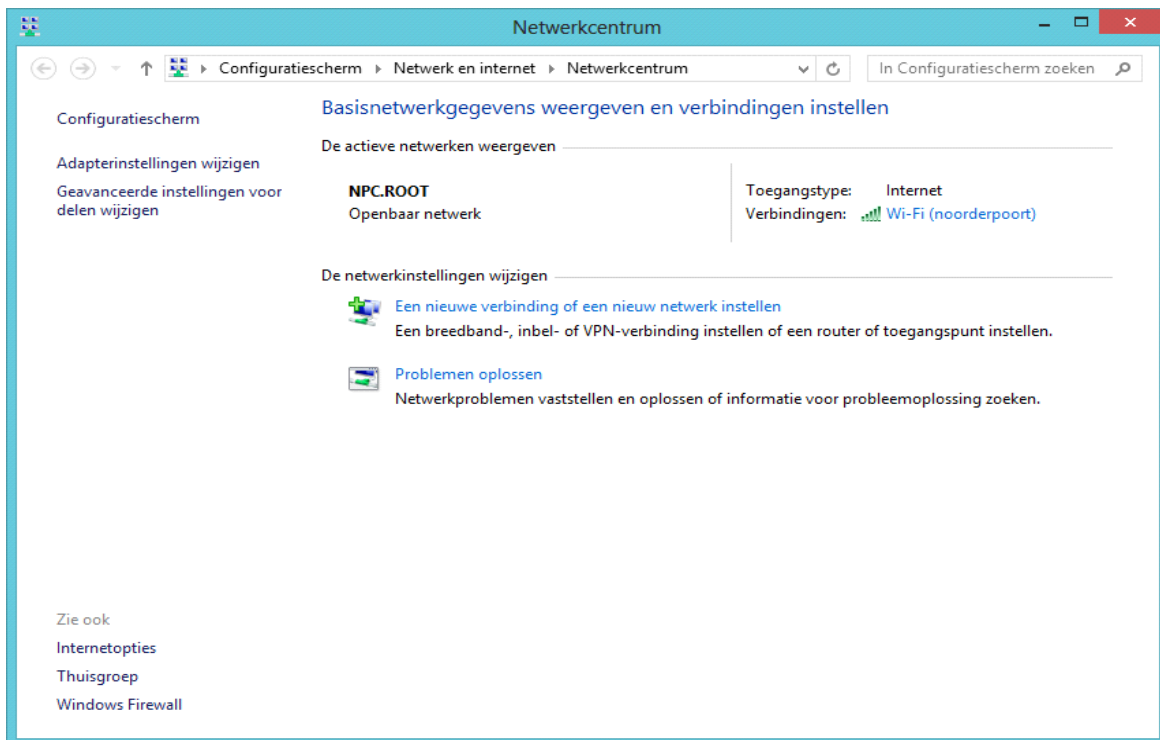 Netwerkcentrum
Configuratiescherm Netwerk en internet Netwerkcentrum
In Configuratiescherm zoeken
Configuratiescherm
Adapterinstellingen wijzigen
Geavanceerde instellingen voor
delen wijzigen
Basisnetwerkgegevens weergeven en verbindingen instellen
De actieve netwerken weergeven
NPC.ROOT
Openbaar netwerk
Toegangstype: Internet
Verbindingen: Wi-Fi (noorderpoort)
De netwerkinstellingen wijzigen
Een nieuwe verbinding of een nieuw netwerk instellen
Een breedband-, inbel- of VPN-verbinding instellen of een router of toegangspunt instellen.
Problemen oplossen
Netwerkproblemen vaststellen en oplossen of informatie voor probleemoplossing zoeken.
Zie ook
Internetopties
Thuisgroep
Windows Firewall